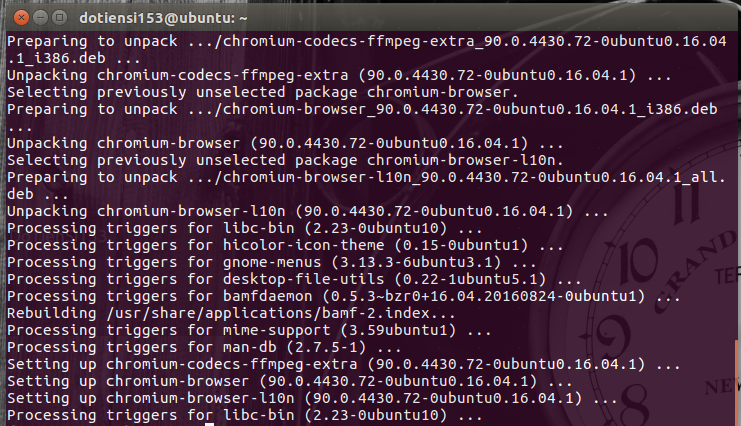 dotiensi153@ubuntu: ~
Preparing to unpack .../chromium-codecs-ffmpeg-extra_90.0.4430.72-0ubuntu0.16.04
.1_i386.deb ...
Unpacking chromium-codecs-ffmpeg-extra (90.0.4430.72-0ubuntu0.16.04.1) ...
Selecting previously unselected package chromium-browser.
Preparing to unpack .../chromium-browser_90.0.4430.72-0ubuntu0.16.04.1_i386.deb
...
Unpacking chromium-browser (90.0.4430.72-0ubuntu0.16.04.1) ...
Selecting previously unselected package chromium-browser-l10n.
Preparing to unpack .../chromium-browser-l10n_90.0.4430.72-0ubuntu0.16.04.1_all.
deb ...
Unpacking chromium-browser-l10n (90.0.4430.72-0ubuntu0.16.04.1) ...
Processing triggers for libc-bin (2.23-0ubuntu10) ...
Processing triggers for hicolor-icon-theme (0.15-0ubuntu1) ...
Processing triggers for gnome-menus (3.13.3-6ubuntu3.1) ...
Processing triggers for desktop-file-utils (0.22-1ubuntu5.1) ...
Processing triggers for bamfdaemon (0.5.3~bzr0+16.04.20160824-0ubuntu1) ...
Rebuilding /usr/share/applications/bamf-2.index...
Processing triggers for mime-support (3.59ubuntu1) ...
Processing triggers for man-db (2.7.5-1) ...
Setting up chromium-codecs-ffmpeg-extra (90.0.4430.72-0ubuntu0.16.04.1) ...
Setting up chromium-browser (90.0.4430.72-0ubuntu0.16.04.1) ...
Setting up chromium-browser-l10n (90.0.4430.72-0ubuntu0.16.04.1) ...
Processing triggers for libc-bin (2.23-0ubuntu10) ...
11
10
9
8
GRAND
TER
NEW